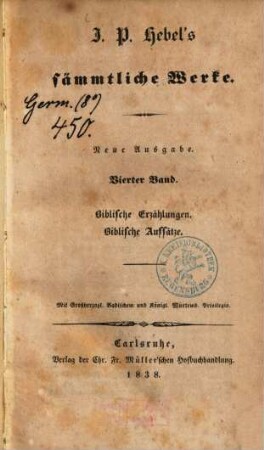 J. P. Hebel's
sämmtliche Werke.
Germ. (8°)
450.
Neue Ausgabe.
Vierter Band.
Biblische Erzählungen.
Biblische Aufsätze.
Mit Großherzogl. Badischem und Königl. Würtemb. Privilegio.
Carlsruhe,
Verlag der Chr. Fr. Müller'schen Hofbuchhandlung.
1838.